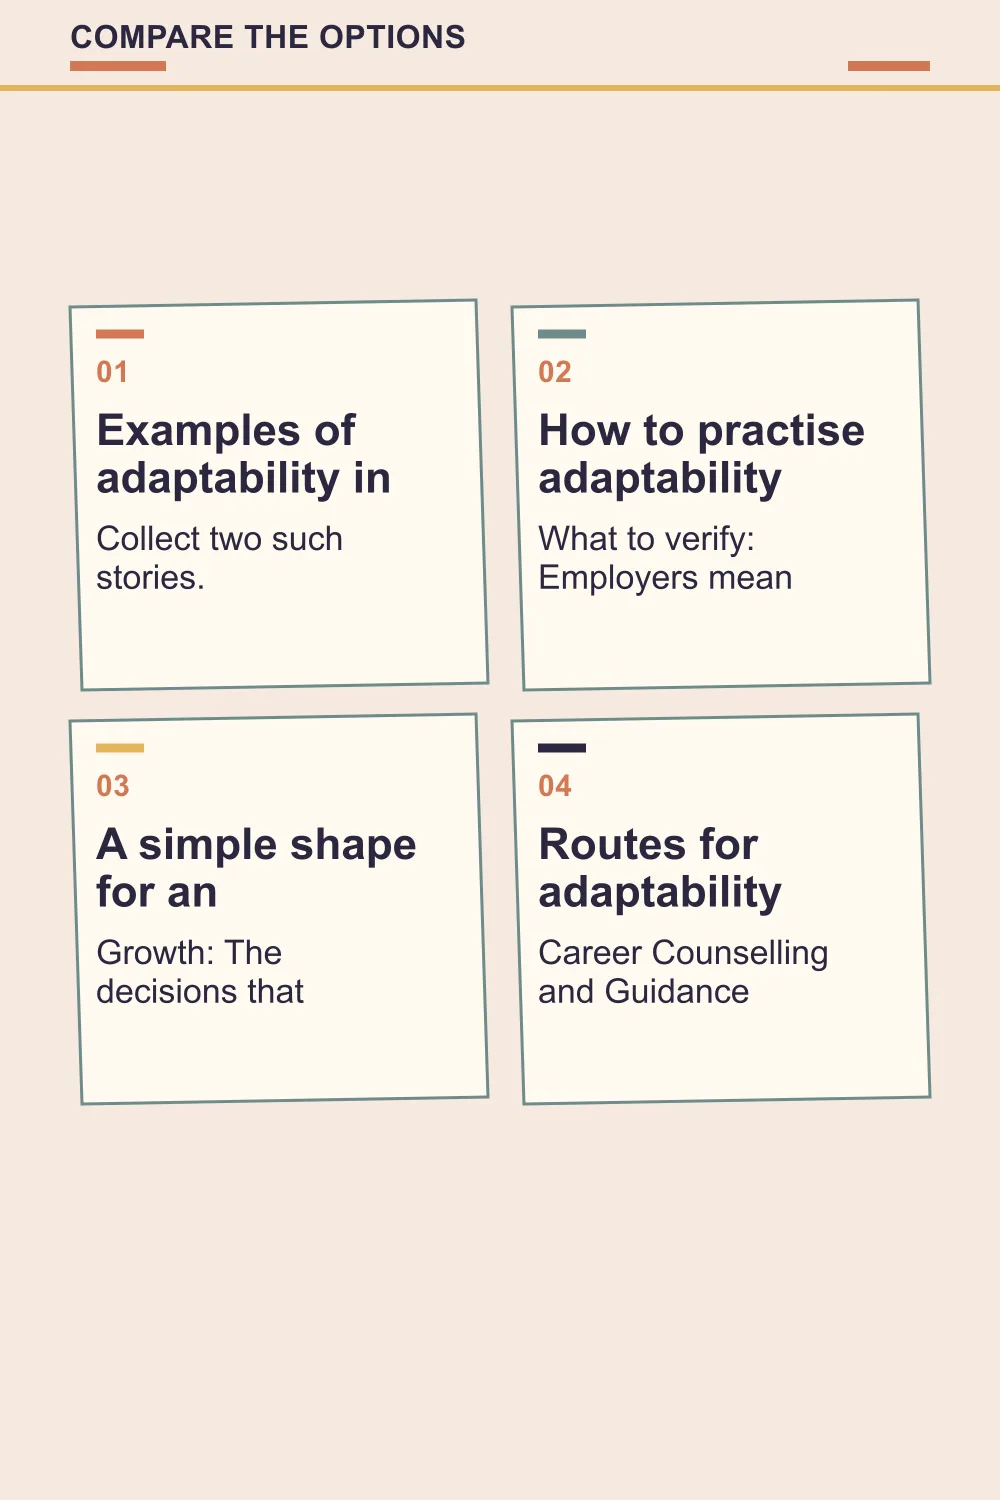 COMPARE THE OPTIONS
01
Examples of
adaptability in
Collect two such
stories.
02
How to practise
adaptability
What to verify:
Employers mean
03
A simple shape
for an
Growth: The
decisions that
04
Routes for
adaptability
Career Counselling
and Guidance